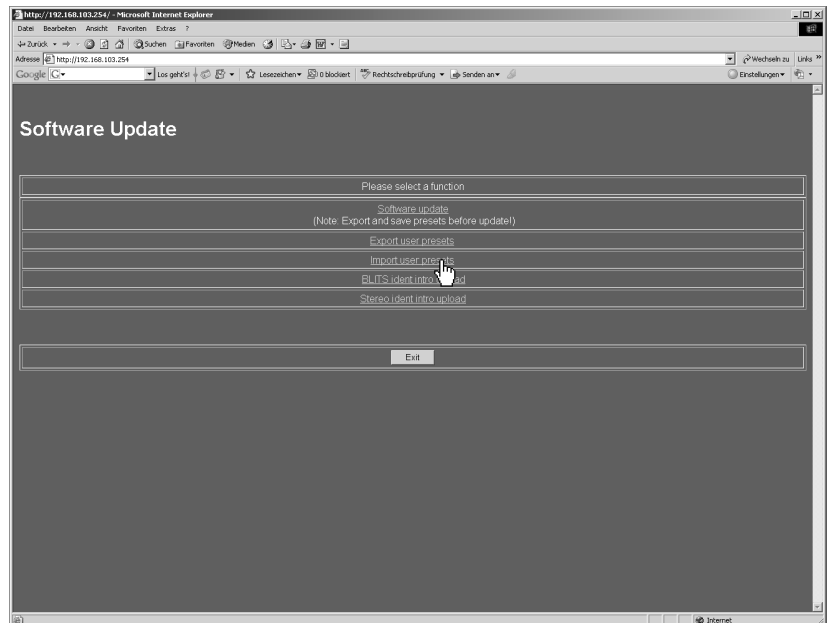 http://192.168.103.254/ - Microsoft Internet Explorer
Datei Bearbeiten Ansicht Favoriten Extras ?
Zurück Suchen Favoriten Medien
Adresse http://192.168.103.254 Wechseln zu Links »
Google G Los geht's! Lesezeichen 0 blockiert Rechtschreibprüfung Senden an Einstellungen
Software Update
Please select a function
Software update
(Note: Export and save presets before update!)
Export user presets
Import user presets
BLITS ident intro upload
Stereo ident intro upload
Exit
Internet